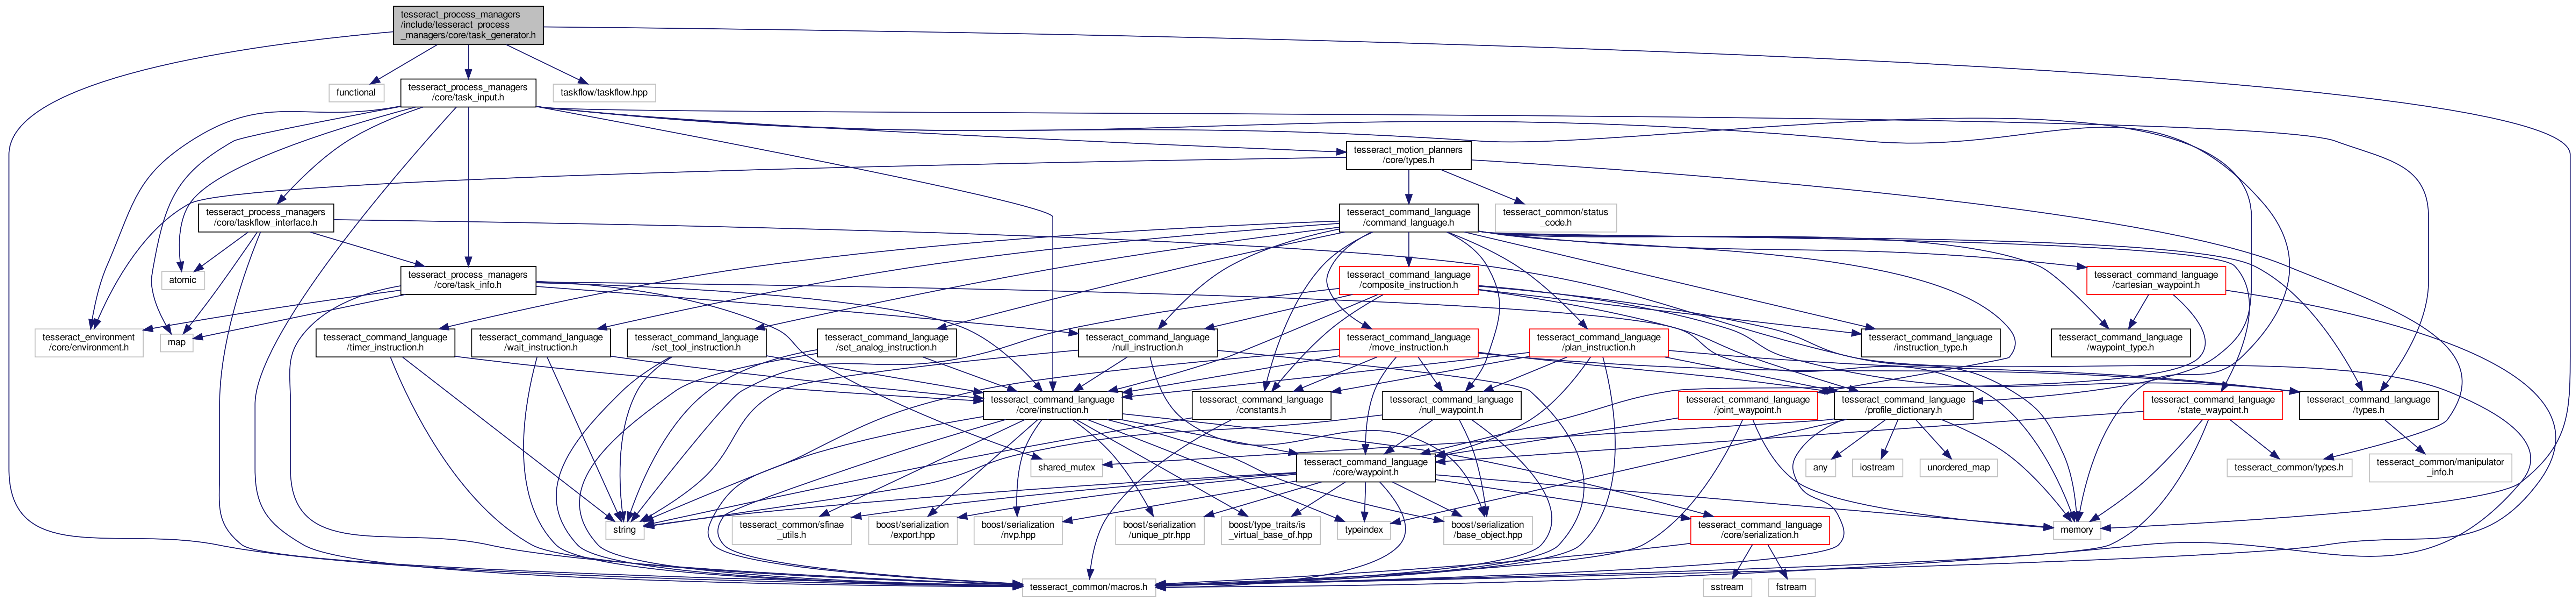 tesseract_process_managers
/include/tesseract_process
_managers/core/task_generator.h
functional
tesseract_process_managers
/core/task_input.h
taskflow/taskflow.hpp
tesseract_motion_planners
/core/types.h
tesseract_process_managers
/core/taskflow_interface.h
tesseract_command_language
/command_language.h
tesseract_common/status
_code.h
atomic
tesseract_process_managers
/core/task_info.h
tesseract_command_language
/composite_instruction.h
tesseract_command_language
/cartesian_waypoint.h
tesseract_environment
/core/environment.h
map
tesseract_command_language
/timer_instruction.h
tesseract_command_language
/wait_instruction.h
tesseract_command_language
/set_tool_instruction.h
tesseract_command_language
/set_analog_instruction.h
tesseract_command_language
/null_instruction.h
tesseract_command_language
/move_instruction.h
tesseract_command_language
/plan_instruction.h
tesseract_command_language
/instruction_type.h
tesseract_command_language
/waypoint_type.h
tesseract_command_language
/core/instruction.h
tesseract_command_language
/constants.h
tesseract_command_language
/null_waypoint.h
tesseract_command_language
/joint_waypoint.h
tesseract_command_language
/profile_dictionary.h
tesseract_command_language
/state_waypoint.h
tesseract_command_language
/types.h
shared_mutex
tesseract_command_language
/core/waypoint.h
any
iostream
unordered_map
tesseract_common/types.h
tesseract_common/manipulator
_info.h
string
tesseract_common/sfinae
_utils.h
boost/serialization
/export.hpp
boost/serialization
/nvp.hpp
boost/serialization
/unique_ptr.hpp
boost/type_traits/is
_virtual_base_of.hpp
typeindex
boost/serialization
/base_object.hpp
tesseract_command_language
/core/serialization.h
memory
tesseract_common/macros.h
sstream
fstream